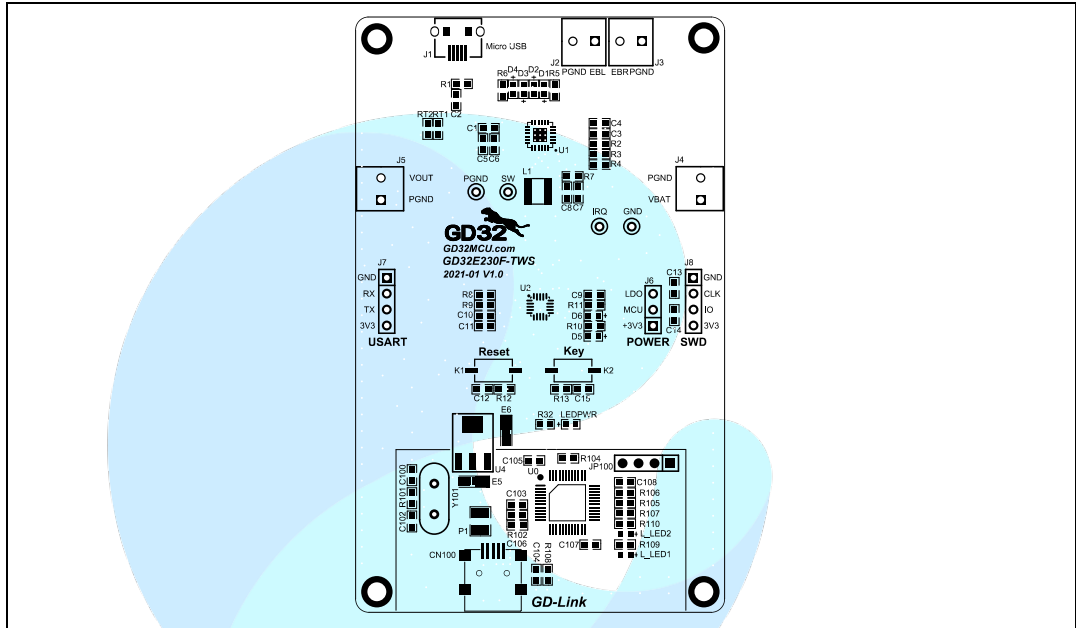 Micro USB
J1
J2
J3
PGND EBL
EBR PGND
R6
D4
D3
D2
D1
R5
R1
C2
RT2
RT1
C1
C5 C6
U1
C4
C3
R2
R3
R4
J5
VOUT
PGND
PGND
SW
L1
R7
C8 C7
J4
PGND
VBAT
IRQ
GND
GD32
GD32MCU.com
GD32E230F-TWS
2021-01 V1.0
J7
GND
RX
TX
3V3
USART
R8
R9
C10
C11
C9
R11
D6
R10
D5
J6
LDO
MCU
+3V3
POWER
C13
C14
J8
GND
CLK
IO
3V3
SWD
Reset
K1
C12 R12
Key
K2
R13 C15
E6
R32
LEDPWR
U4
E5
C105
R104
U0
JP100
C100
R101
C102
Y101
P1
C103
R102
C106
CN100
C104
R108
C107
C108
R106
R105
R107
R110
L_LED2
R109
L_LED1
GD-Link